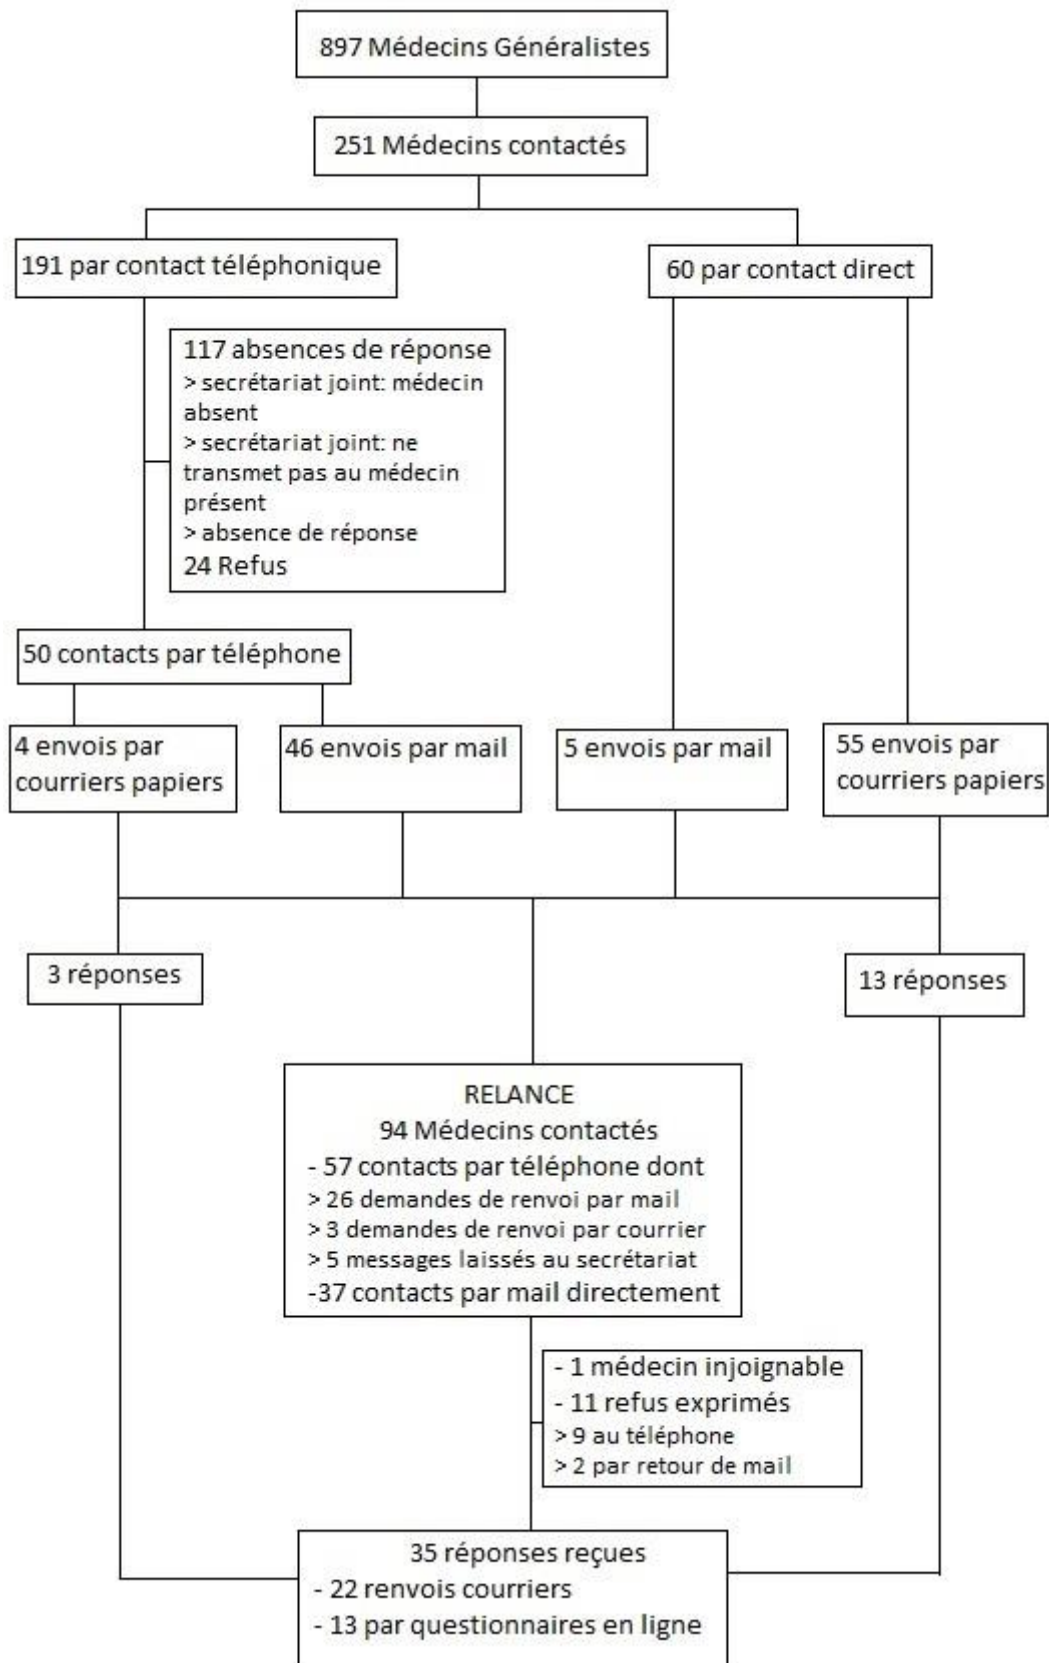 897 Médecins Généralistes
251 Médecins contactés
191 par contact téléphonique
60 par contact direct
117 absences de réponse
> secrétariat joint: médecin
absent
> secrétariat joint: ne
transmet pas au médecin
présent
> absence de réponse
24 Refus
50 contacts par téléphone
4 envois par
courriers papiers
46 envois par mail
5 envois par mail
55 envois par
courriers papiers
3 réponses
13 réponses
RELANCE
94 Médecins contactés
- 57 contacts par téléphone dont
> 26 demandes de renvoi par mail
> 3 demandes de renvoi par courrier
> 5 messages laissés au secrétariat
-37 contacts par mail directement
- 1 médecin injoignable
- 11 refus exprimés
> 9 au téléphone
> 2 par retour de mail
35 réponses reçues
- 22 renvois courriers
- 13 par questionnaires en ligne